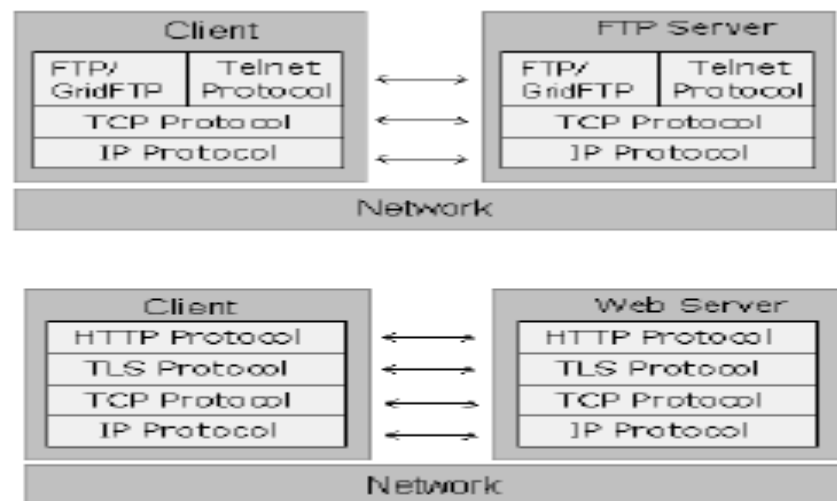 Client
FTP Server
FTP/
GridFTP
Telnet
Protocol
FTP/
GridFTP
Telnet
Protocol
TCP Protocol
TCP Protocol
IP Protocol
IP Protocol
Network
Client
Web Server
HTTP Protocol
HTTP Protocol
TLS Protocol
TLS Protocol
TCP Protocol
TCP Protocol
IP Protocol
IP Protocol
Network